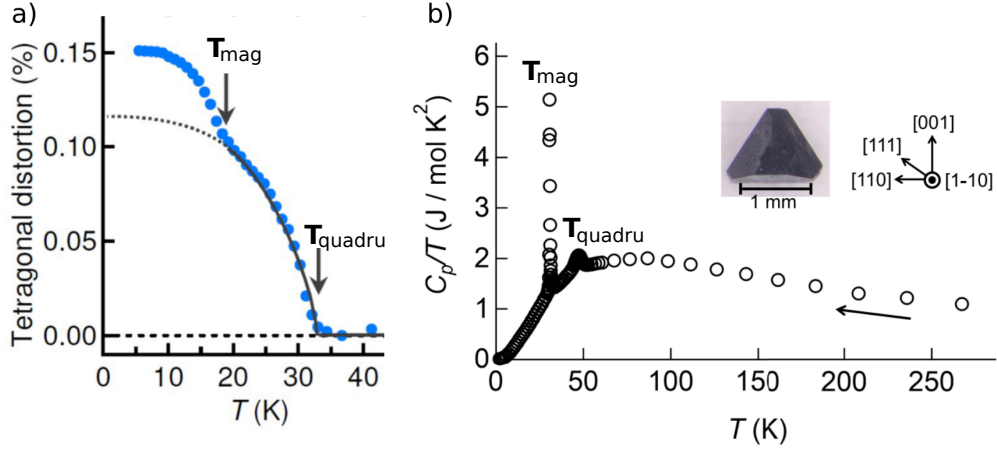 a)
Tetragonal distortion (%)
0.15
0.10
0.05
0.00
T_mag
T_quadru
0
10
20
30
40
T (K)
b)
C_p/T (J / mol K²)
6
5
4
3
2
1
0
T_mag
T_quadru
1 mm
[001]
[111]
[110]
[1-10]
0
50
100
150
200
250
T (K)